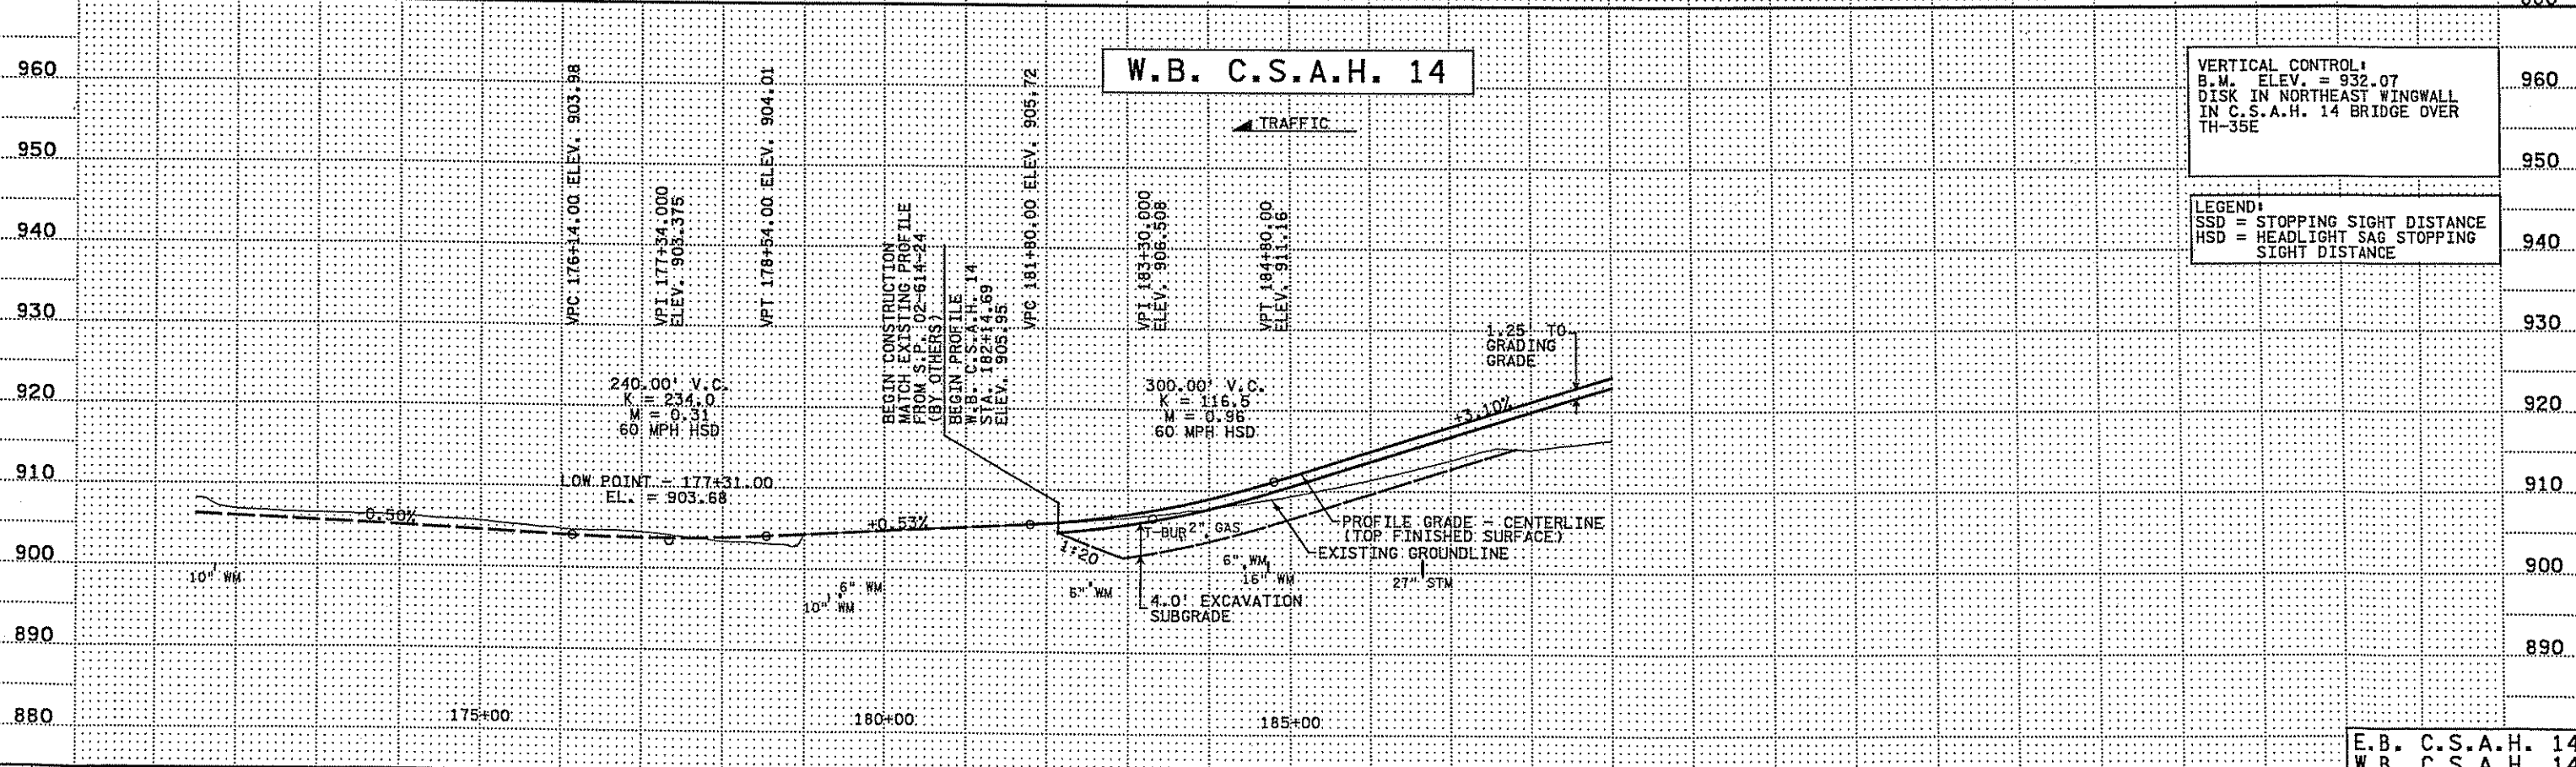 W.B. C.S.A.H. 14
TRAFFIC
VERTICAL CONTROL:
B.M. ELEV. = 932.07
DISK IN NORTHEAST WINGWALL
IN C.S.A.H. 14 BRIDGE OVER
TH-35E
LEGEND:
SSD = STOPPING SIGHT DISTANCE
HSD = HEADLIGHT SAG STOPPING
SIGHT DISTANCE
960
950
940
930
920
910
900
890
880
960
950
940
930
920
910
900
890
VPC 176+14.00 ELEV. 903.98
VPI 177+34.000
ELEV. 903.375
VPT 178+54.00 ELEV. 904.01
BEGIN CONSTRUCTION
MATCH EXISTING PROFILE
FROM S.P. 02-614-24
(BY OTHERS)
BEGIN PROFILE
W.B. C.S.A.H. 14
STA. 182+14.69
ELEV. 905.95
VPC 181+80.00 ELEV. 905.72
VPI 183+30.000
ELEV. 906.508
VPT 184+80.00
ELEV. 911.16
240.00' V.C.
K = 234.0
M = 0.31
60 MPH HSD
300.00' V.C.
K = 116.5
M = 0.96
60 MPH HSD
1.25' TO
GRADING
GRADE
+3.10%
LOW POINT - 177+31.00
EL. = 903.68
-0.50%
+0.53%
1:20
T-BUR
2" GAS
PROFILE GRADE - CENTERLINE
(TOP FINISHED SURFACE)
EXISTING GROUNDLINE
10" WM
6" WM
10" WM
6" WM
6" WM
16" WM
27" STM
4.0' EXCAVATION
SUBGRADE
175+00
180+00
185+00
E.B. C.S.A.H. 14
W.B. C.S.A.H. 14